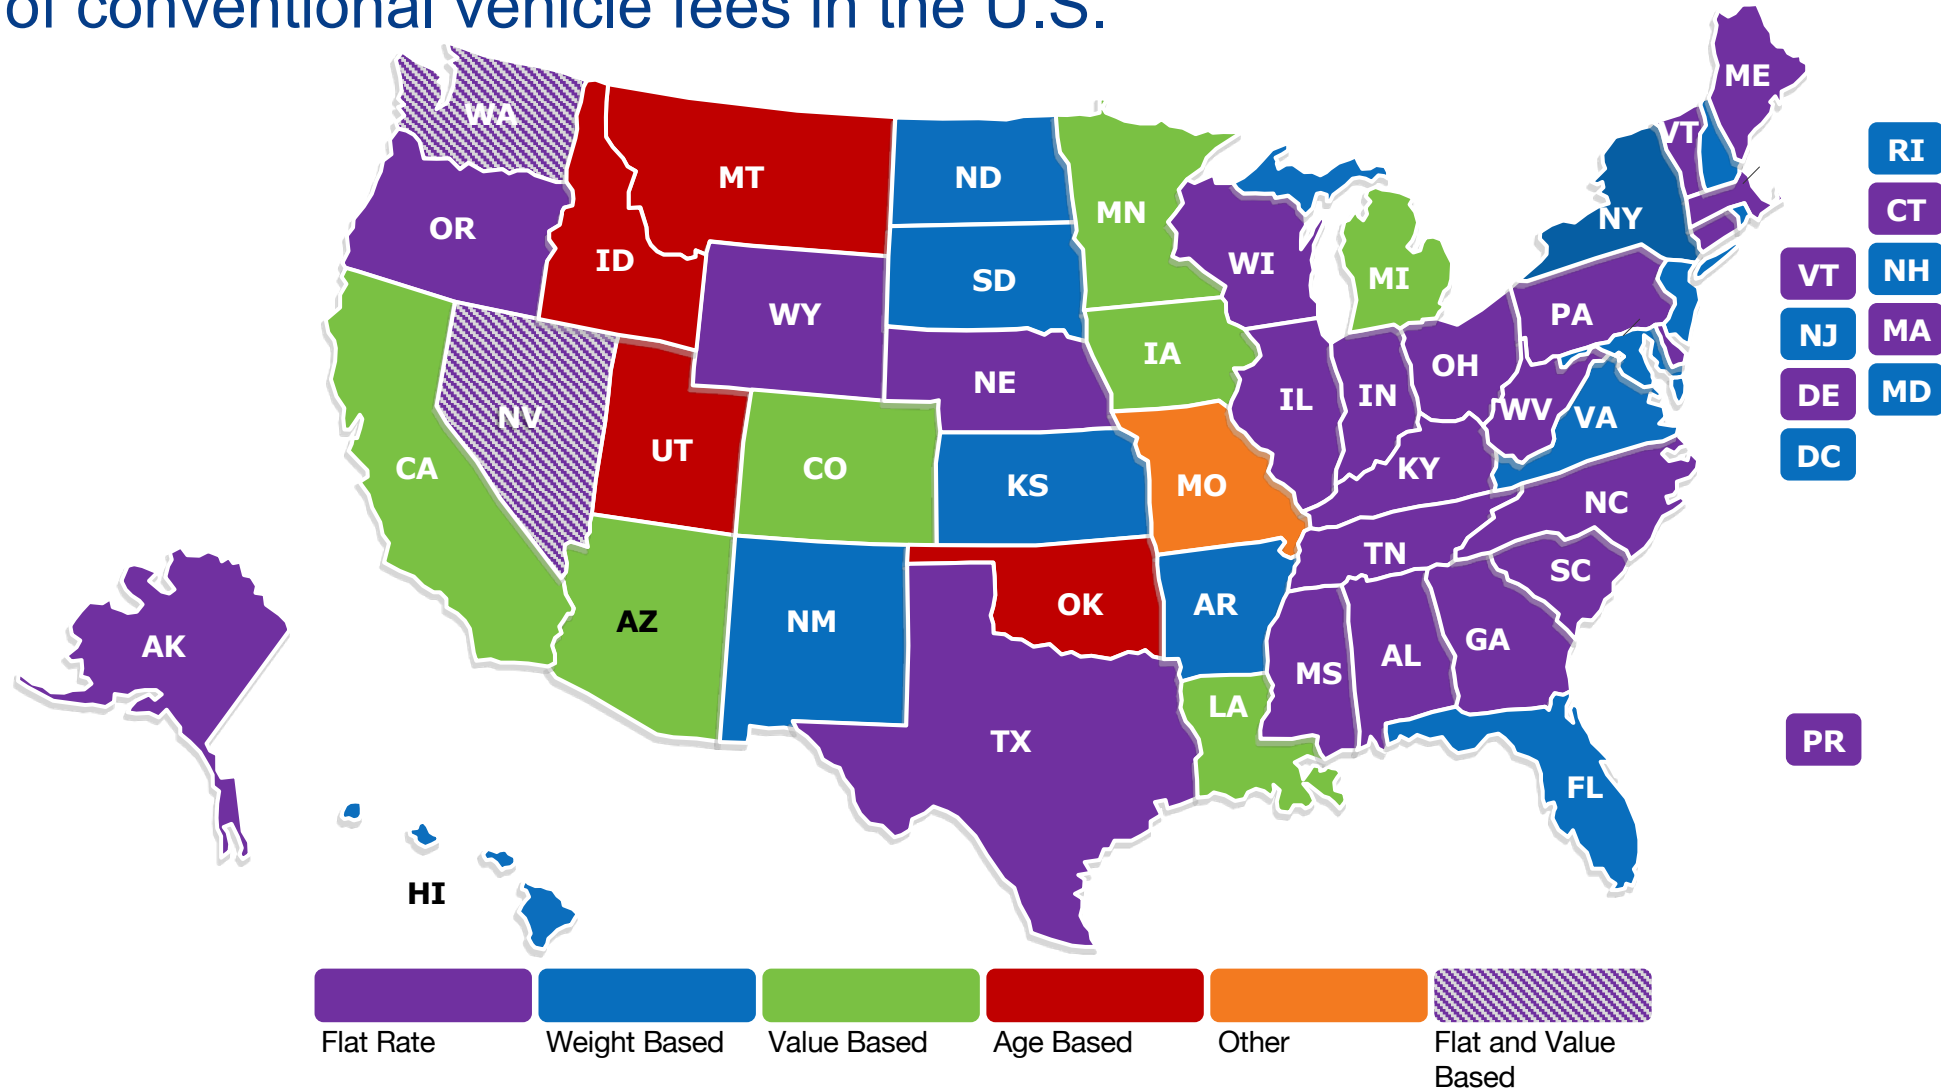 of conventional vehicle fees in the U.S.
ME
WA
VT
RI
MT
ND
CT
MN
NY
OR
WI
ID
VT
NH
SD
MI
WY
PA
NJ
MA
IA
OH
NE
DE
MD
IL
IN
WV
VA
UT
NV
CO
CA
KY
DC
KS
MO
NC
TN
SC
AZ
NM
OK
AR
GA
AK
AL
MS
LA
TX
PR
FL
HI
Flat Rate
Weight Based
Value Based
Age Based
Other
Flat and Value
Based